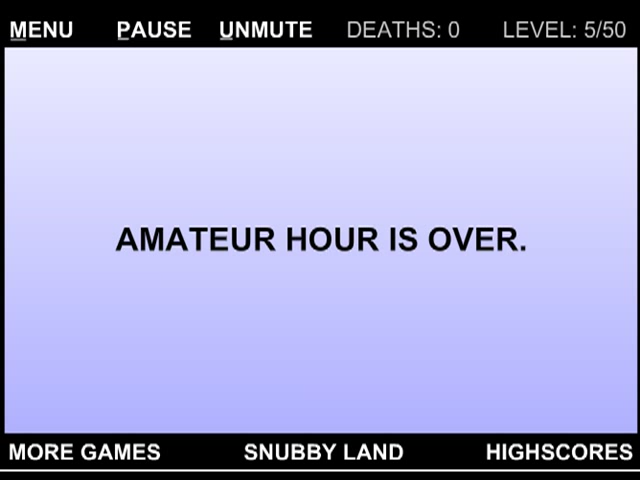 MENU PAUSE UNMUTE DEATHS: 0 LEVEL: 5/50
AMATEUR HOUR IS OVER.
MORE GAMES SNUBBY LAND HIGHSCORES